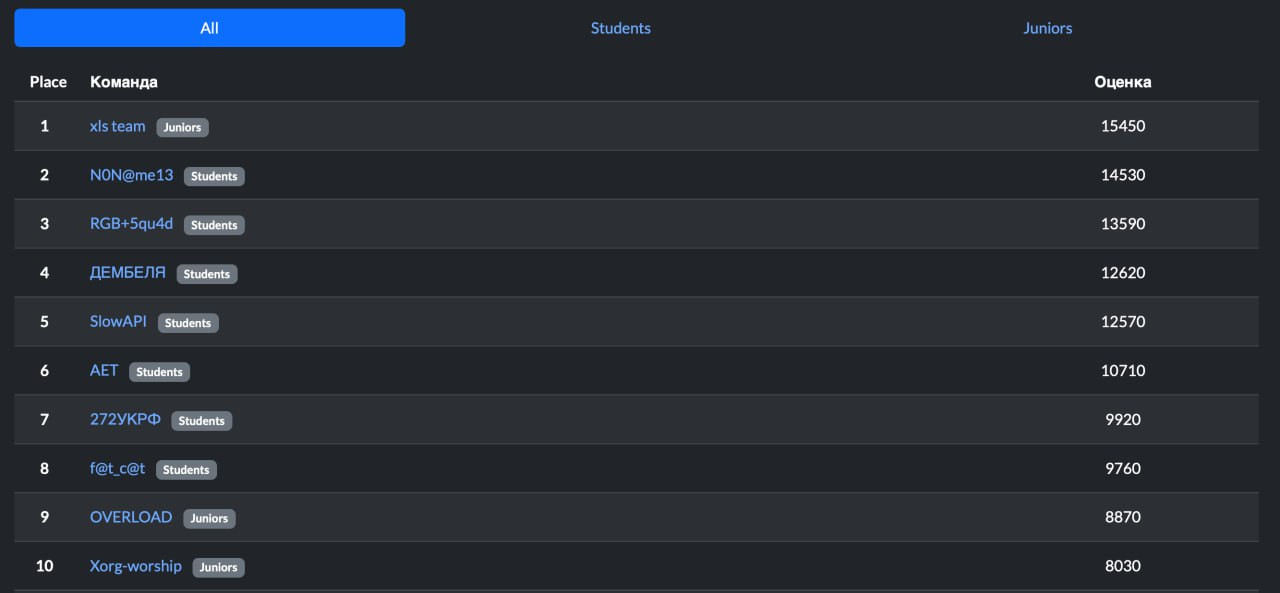 All Students Juniors
Place Команда Оценка
1 xls team Juniors 15450
2 N0N@me13 Students 14530
3 RGB+5qu4d Students 13590
4 ДЕМБЕЛЯ Students 12620
5 SlowAPI Students 12570
6 AET Students 10710
7 272УКРФ Students 9920
8 f@t_c@t Students 9760
9 OVERLOAD Juniors 8870
10 Xorg-worship Juniors 8030